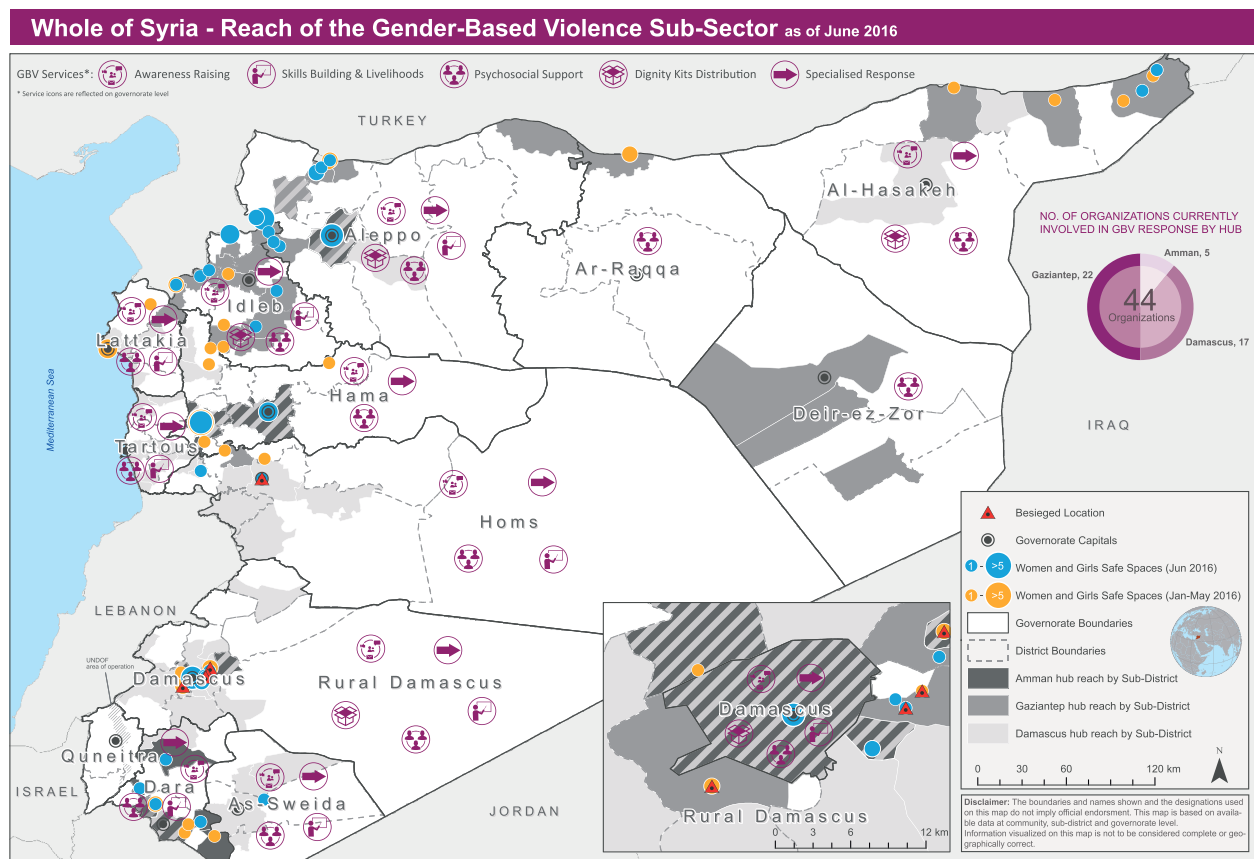 Whole of Syria - Reach of the Gender-Based Violence Sub-Sector as of June 2016
GBV Services*: Awareness Raising Skills Building & Livelihoods Psychosocial Support Dignity Kits Distribution Specialised Response
* Service icons are reflected on governorate level
TURKEY
Al-Hasakeh
Aleppo
Ar-Raqqa
Idleb
Lattakia
Mediterranean Sea
Hama
Deir-ez-Zor
Tartous
Homs
IRAQ
NO. OF ORGANIZATIONS CURRENTLY
INVOLVED IN GBV RESPONSE BY HUB
Amman, 5
Gaziantep, 22
44
Organizations
Damascus, 17
LEBANON
UNDOF
area of operation
Damascus
Rural Damascus
Quneitra
Dara
As-Sweida
ISRAEL
JORDAN
Damascus
Rural Damascus
0 3 6 12 km
Besieged Location
Governorate Capitals
1 - >5 Women and Girls Safe Spaces (Jun 2016)
1 - >5 Women and Girls Safe Spaces (Jan-May 2016)
Governorate Boundaries
District Boundaries
Amman hub reach by Sub-District
Gaziantep hub reach by Sub-District
Damascus hub reach by Sub-District
N
0 30 60 120 km
Disclaimer: The boundaries and names shown and the designations used
on this map do not imply official endorsment. This map is based on availa-
ble data at community, sub-district and governorate level.
Information visualized on this map is not to be considered complete or geo-
graphically correct.